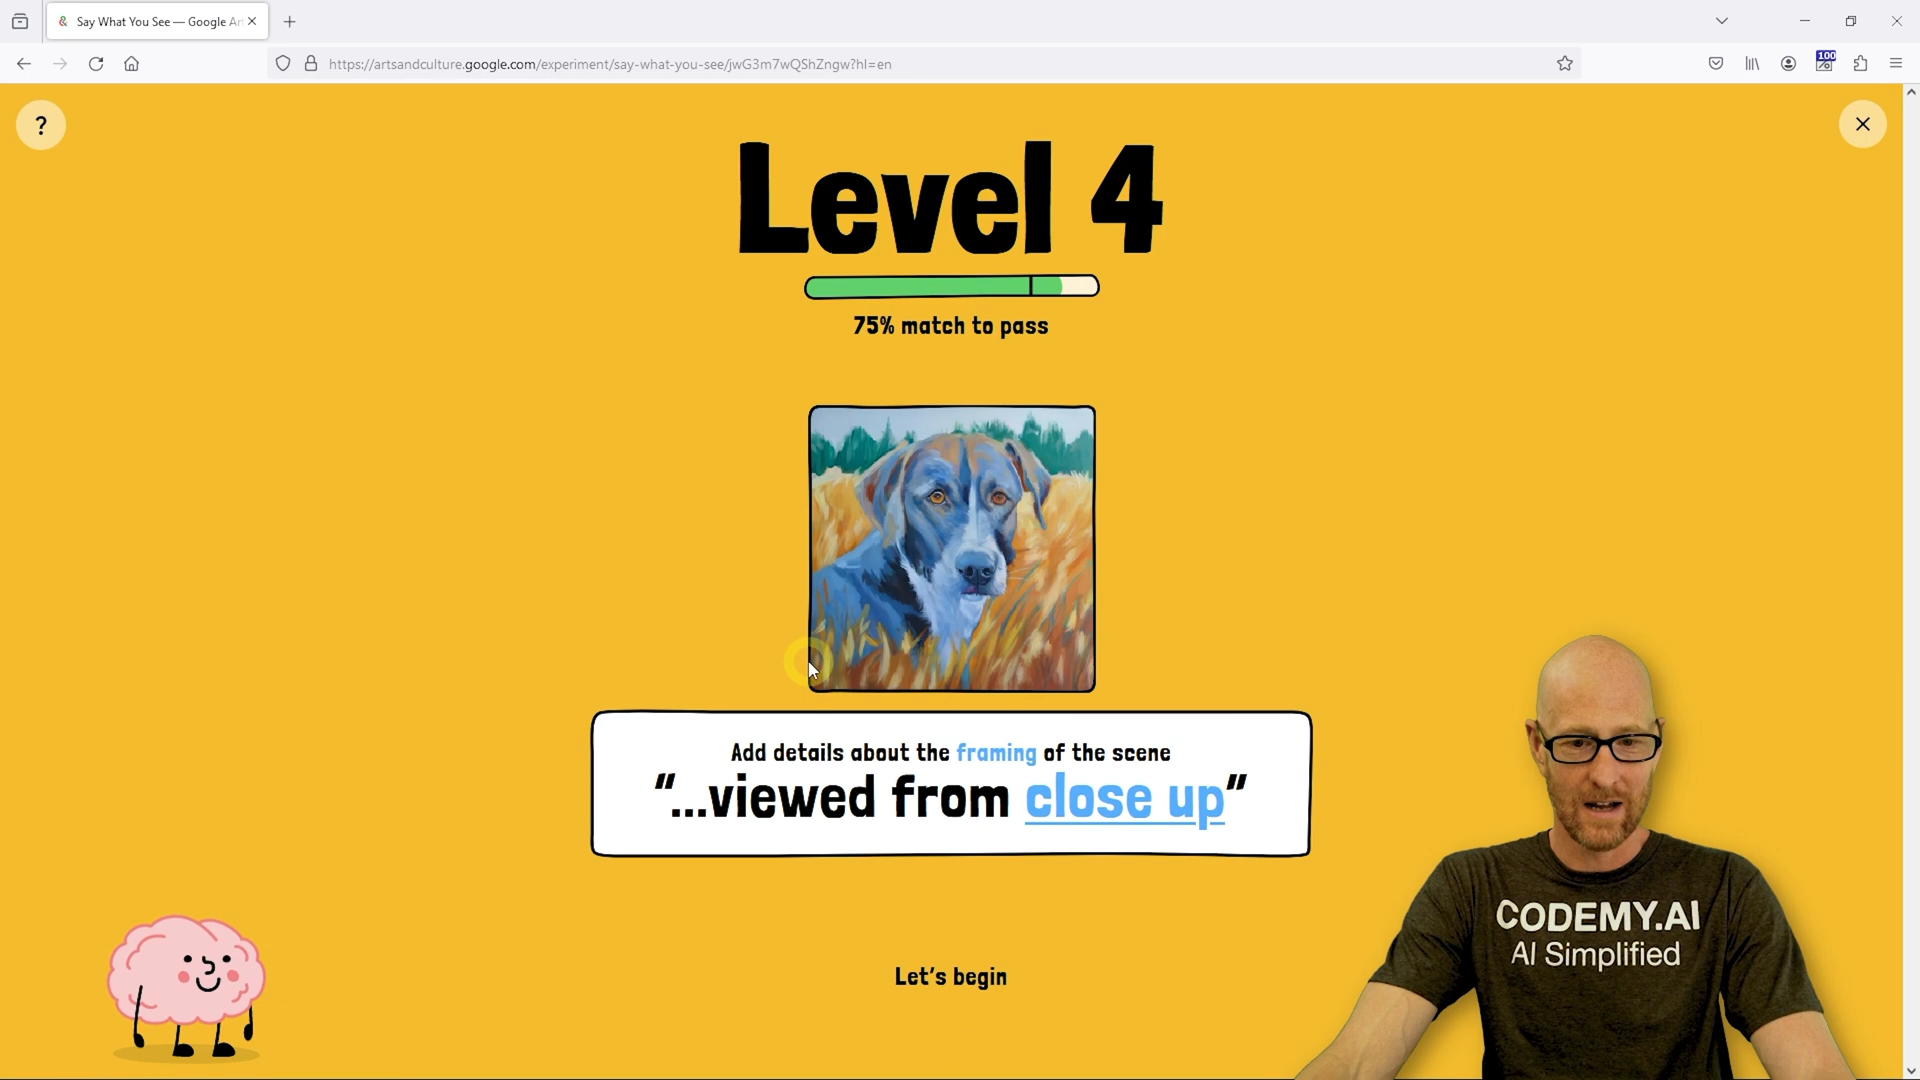 Say What You See — Google Ar
https://artsandculture.google.com/experiment/say-what-you-see/jwG3m7wQShZngw?hl=en
100
?
Level 4
75% match to pass
Add details about the framing of the scene
“...viewed from close up”
Let's begin
CODEMY.AI
AI Simplified